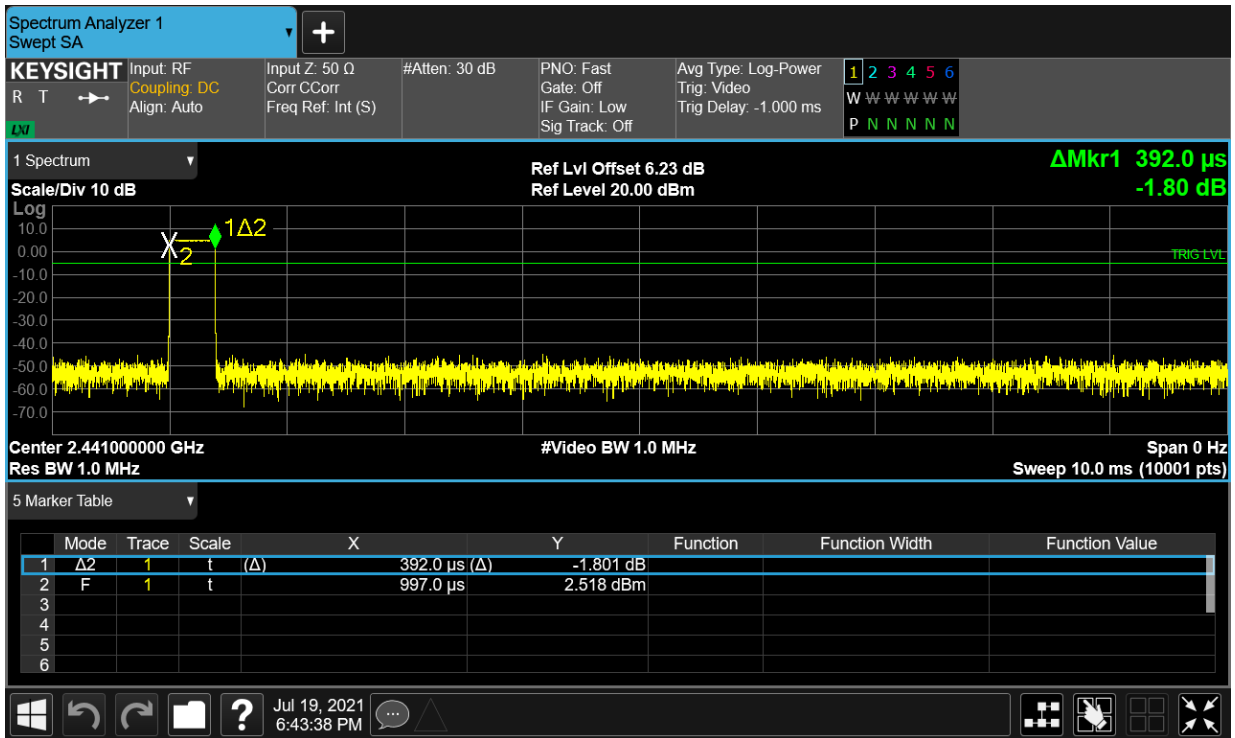 Spectrum Analyzer 1
Swept SA
KEYSIGHT
R T
LXI
Input: RF
Coupling: DC
Align: Auto
Input Z: 50 Ω
Corr CCorr
Freq Ref: Int (S)
#Atten: 30 dB
PNO: Fast
Gate: Off
IF Gain: Low
Sig Track: Off
Avg Type: Log-Power
Trig: Video
Trig Delay: -1.000 ms
1 2 3 4 5 6
W W W W W W
P N N N N N
1 Spectrum
Scale/Div 10 dB
Log
Ref Lvl Offset 6.23 dB
Ref Level 20.00 dBm
ΔMkr1 392.0 µs
-1.80 dB
10.0
0.00
-10.0
-20.0
-30.0
-40.0
-50.0
-60.0
-70.0
2
1Δ2
TRIG LVL
Center 2.441000000 GHz
Res BW 1.0 MHz
#Video BW 1.0 MHz
Span 0 Hz
Sweep 10.0 ms (10001 pts)
5 Marker Table
Mode Trace Scale X Y Function Function Width Function Value
1 Δ2 1 t (Δ) 392.0 µs (Δ) -1.801 dB
2 F 1 t 997.0 µs 2.518 dBm
3
4
5
6
?
Jul 19, 2021
6:43:38 PM